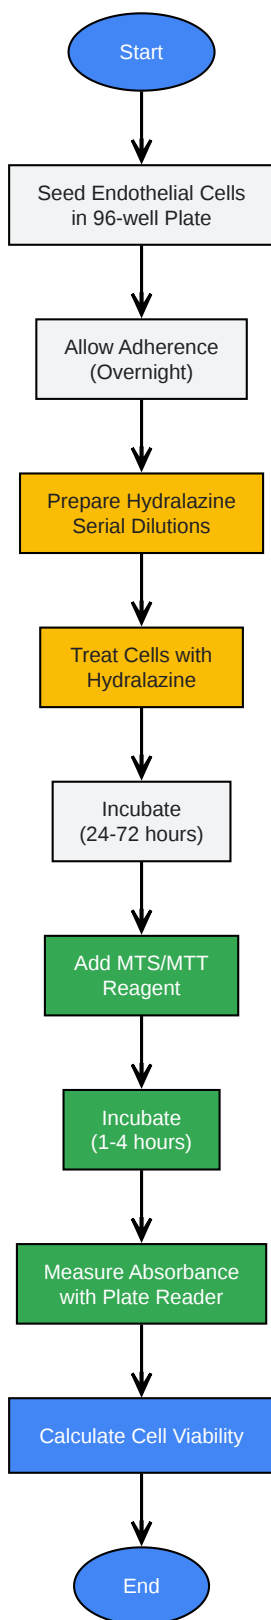 Start
Seed Endothelial Cells
in 96-well Plate
Allow Adherence
(Overnight)
Prepare Hydralazine
Serial Dilutions
Treat Cells with
Hydralazine
Incubate
(24-72 hours)
Add MTS/MTT
Reagent
Incubate
(1-4 hours)
Measure Absorbance
with Plate Reader
Calculate Cell Viability
End